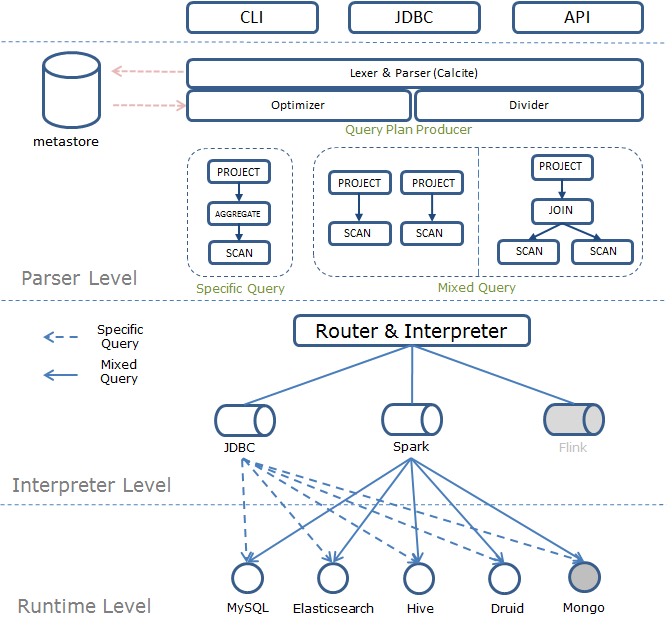 CLI
JDBC
API
Lexer & Parser (Calcite)
Optimizer
Divider
metastore
Query Plan Producer
PROJECT
AGGREGATE
SCAN
PROJECT
PROJECT
SCAN
SCAN
PROJECT
JOIN
SCAN
SCAN
Parser Level
Specific Query
Mixed Query
Specific
Query
Mixed
Query
Router & Interpreter
JDBC
Spark
Flink
Interpreter Level
Runtime Level
MySQL
Elasticsearch
Hive
Druid
Mongo